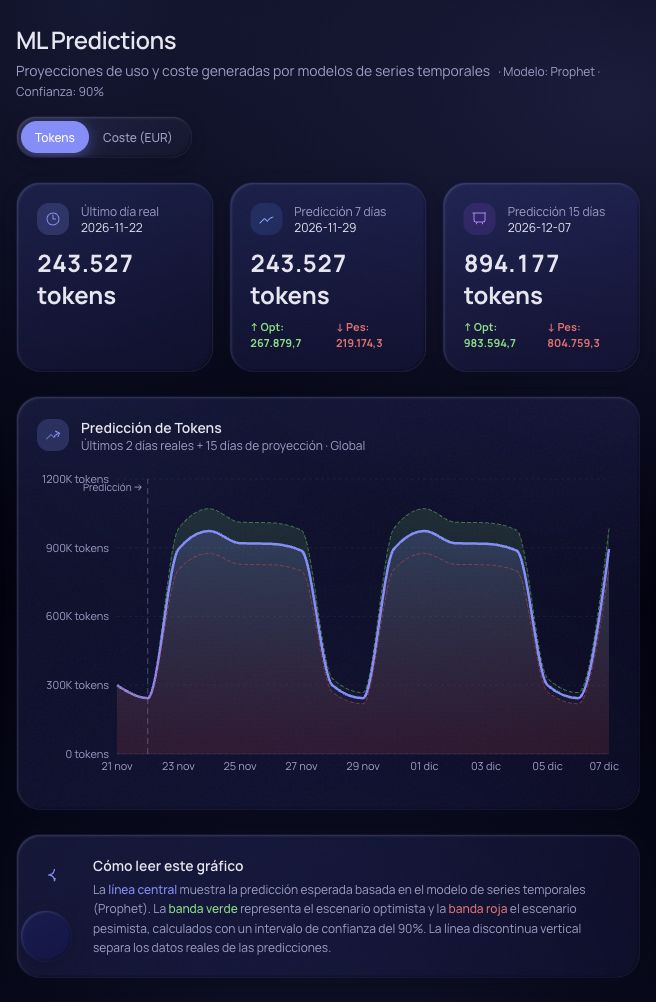 ML Predictions
Proyecciones de uso y coste generadas por modelos de series temporales · Modelo: Prophet ·
Confianza: 90%
Tokens Coste (EUR)
Último día real
2026-11-22
243.527
tokens
Predicción 7 días
2026-11-29
243.527
tokens
↑ Opt: ↓ Pes:
267.879,7 219.174,3
Predicción 15 días
2026-12-07
894.177
tokens
↑ Opt: ↓ Pes:
983.594,7 804.759,3
Predicción de Tokens
Últimos 2 días reales + 15 días de proyección · Global
1200K tokens
Predicción →
900K tokens
600K tokens
300K tokens
0 tokens
21 nov 23 nov 25 nov 27 nov 29 nov 01 dic 03 dic 05 dic 07 dic
Cómo leer este gráfico
La línea central muestra la predicción esperada basada en el modelo de series temporales
(Prophet). La banda verde representa el escenario optimista y la banda roja el escenario
pesimista, calculados con un intervalo de confianza del 90%. La línea discontinua vertical
separa los datos reales de las predicciones.